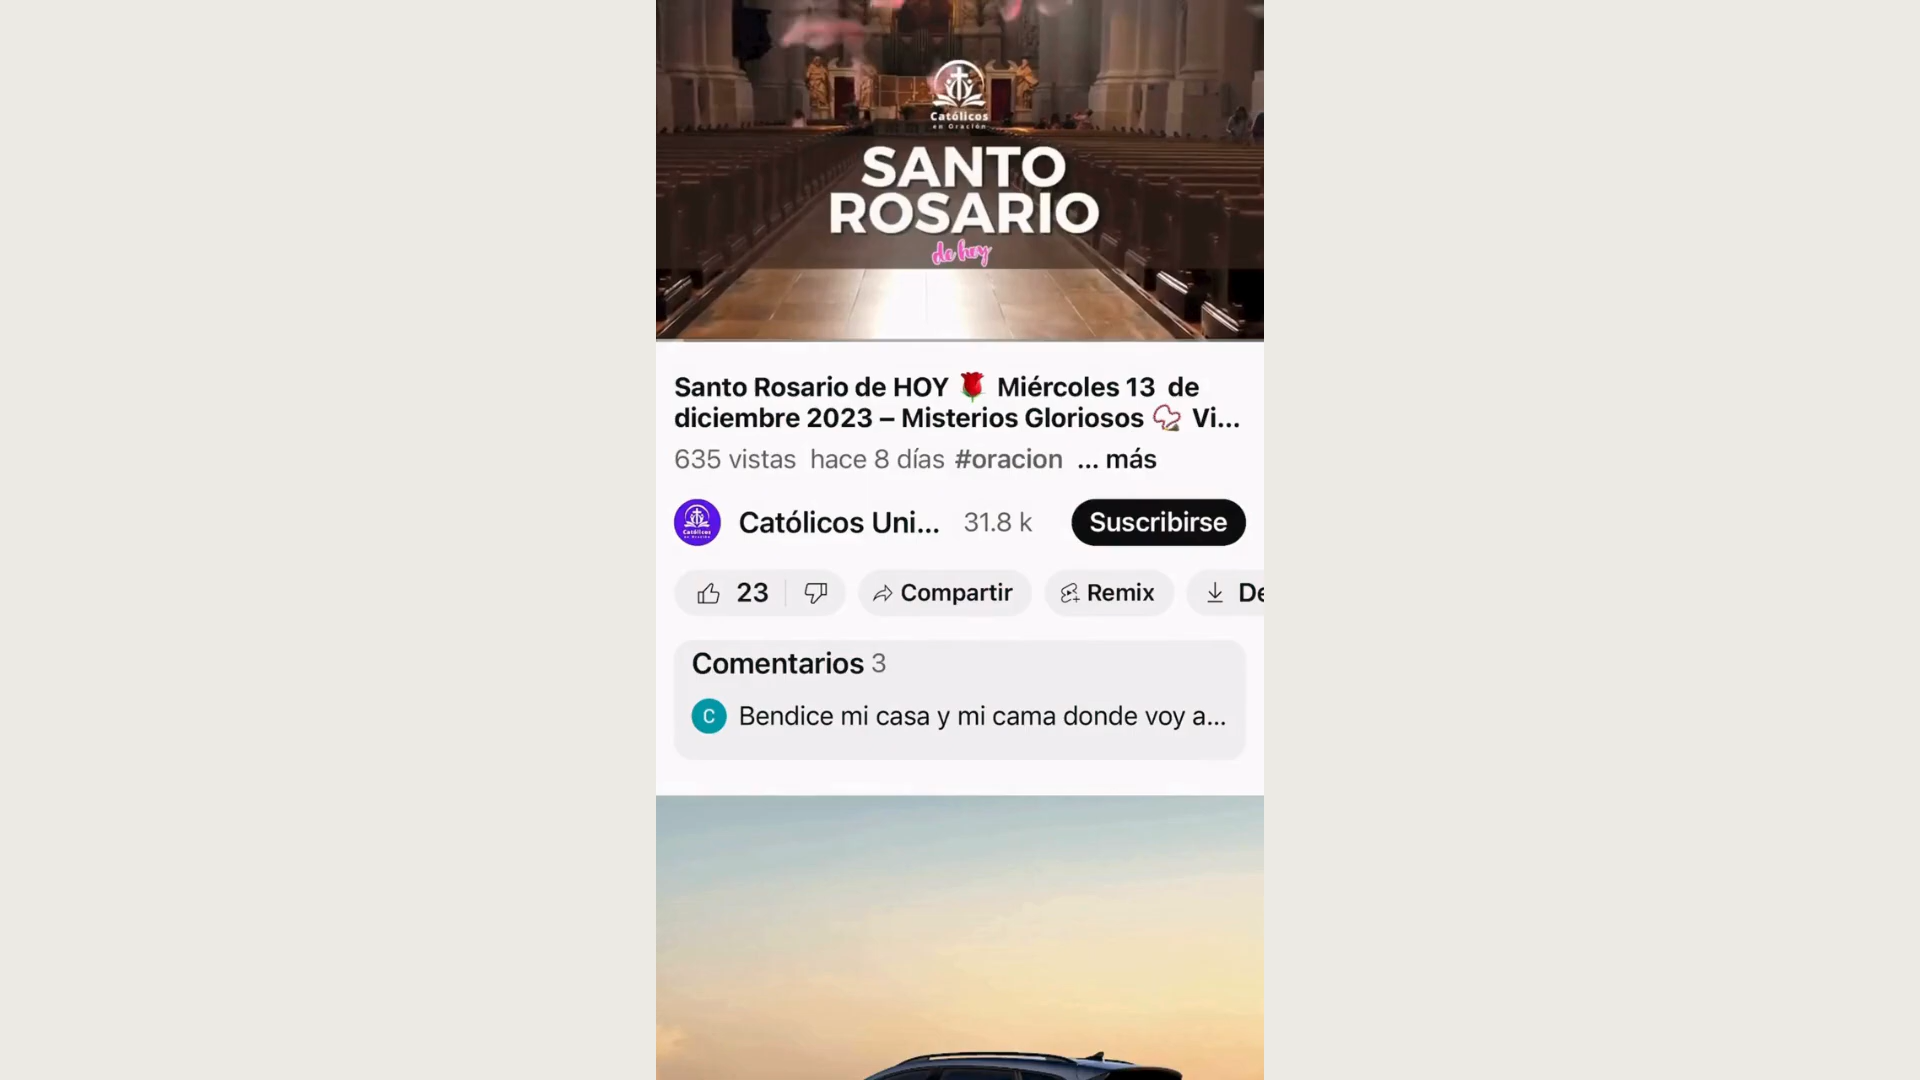 Católicos
en Oración
SANTO
ROSARIO
de hoy
Santo Rosario de HOY 🌹 Miércoles 13 de
diciembre 2023 – Misterios Gloriosos 📿 Vi...
635 vistas hace 8 días #oracion ... más
Católicos Uni... 31.8 k Suscribirse
23 Compartir Remix De
Comentarios 3
C Bendice mi casa y mi cama donde voy a...